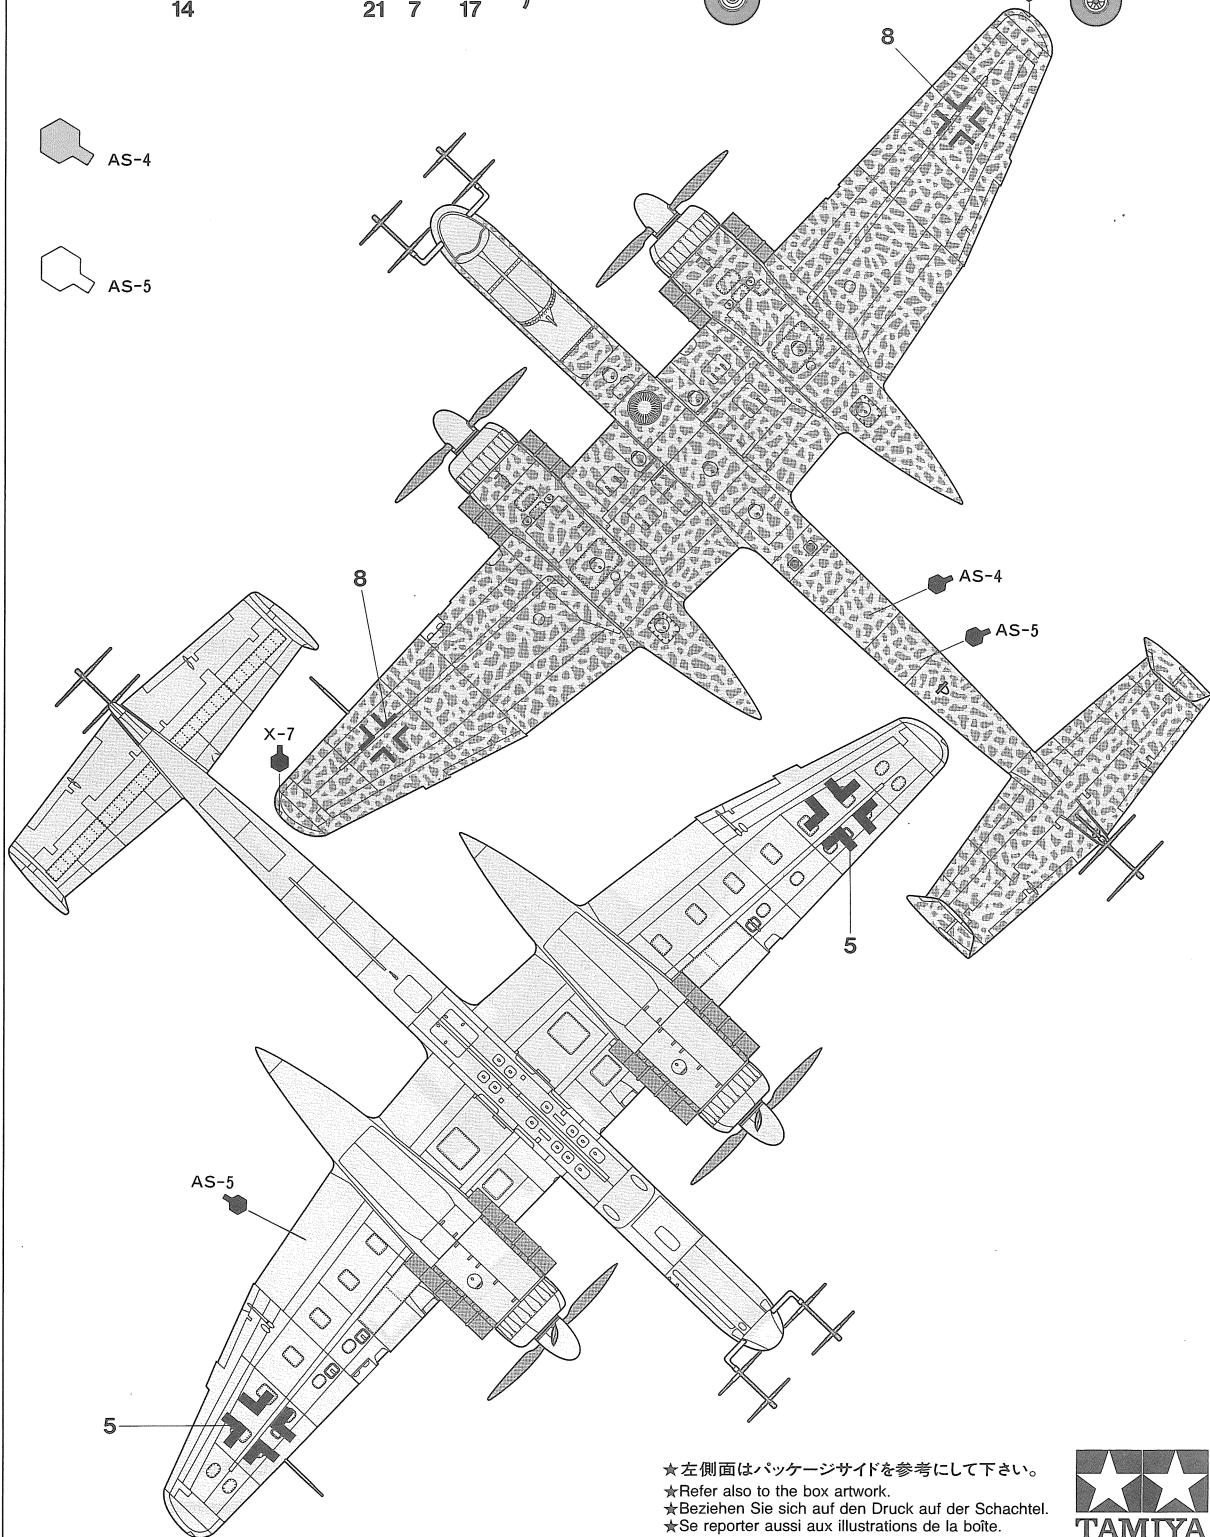 14 21 7 17
8
AS-4
AS-5
AS-4
8
AS-5
X-7
5
AS-5
5
★左側面はパッケージサイドを参考にして下さい。
★Refer also to the box artwork.
★Beziehen Sie sich auf den Druck auf der Schachtel.
★Se reporter aussi aux illustrations de la boîte.
TAMIYA